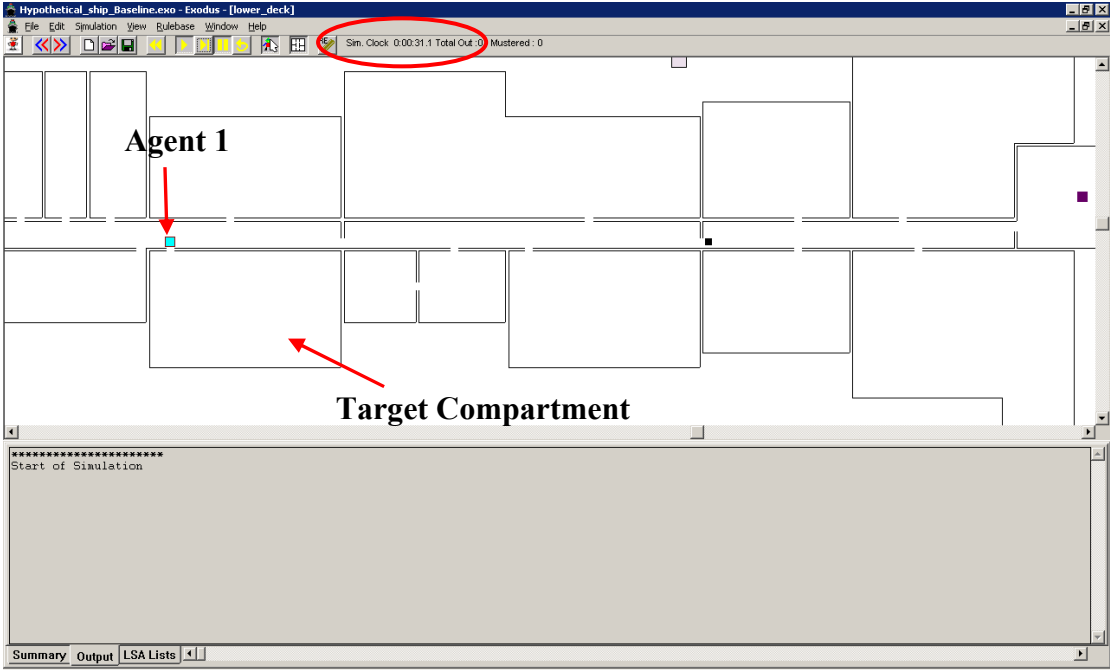 Hypothetical_ship_Baseline.exo - Exodus - [lower_deck]
File Edit Simulation View Rulebase Window Help
Sim. Clock 0:00:31.1 Total Out :0 Mustered : 0
Agent 1
Target Compartment
***********************
Start of Simulation
Summary Output LSA Lists